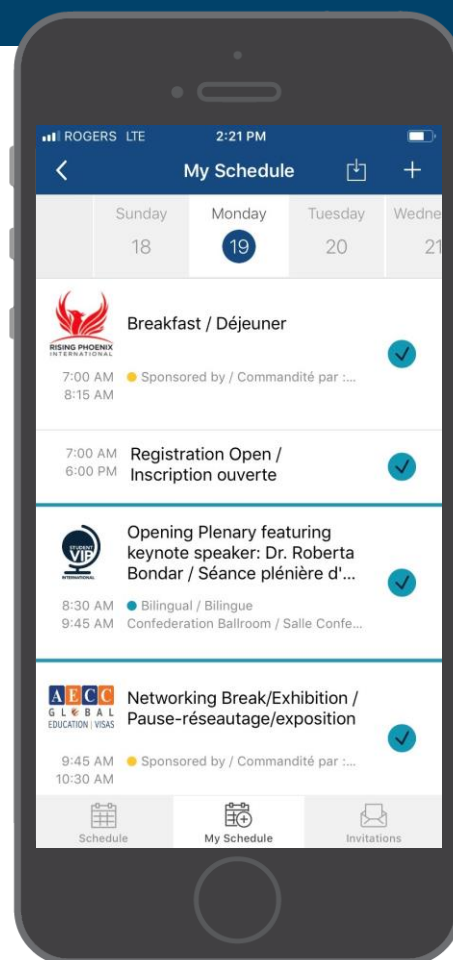 ROGERS LTE 2:21 PM
My Schedule
Sunday Monday Tuesday Wedne
18 19 20 21
RISING PHOENIX
INTERNATIONAL
Breakfast / Déjeuner
7:00 AM Sponsored by / Commandité par :...
8:15 AM
7:00 AM Registration Open /
6:00 PM Inscription ouverte
STUDENT
VIP
INTERNATIONAL
Opening Plenary featuring
keynote speaker: Dr. Roberta
Bondar / Séance plénière d'...
8:30 AM Bilingual / Bilingue
9:45 AM Confederation Ballroom / Salle Confe...
AECC
GLOBAL
EDUCATION | VISAS
Networking Break/Exhibition /
Pause-réseautage/exposition
9:45 AM Sponsored by / Commandité par :...
10:30 AM
Schedule My Schedule Invitations